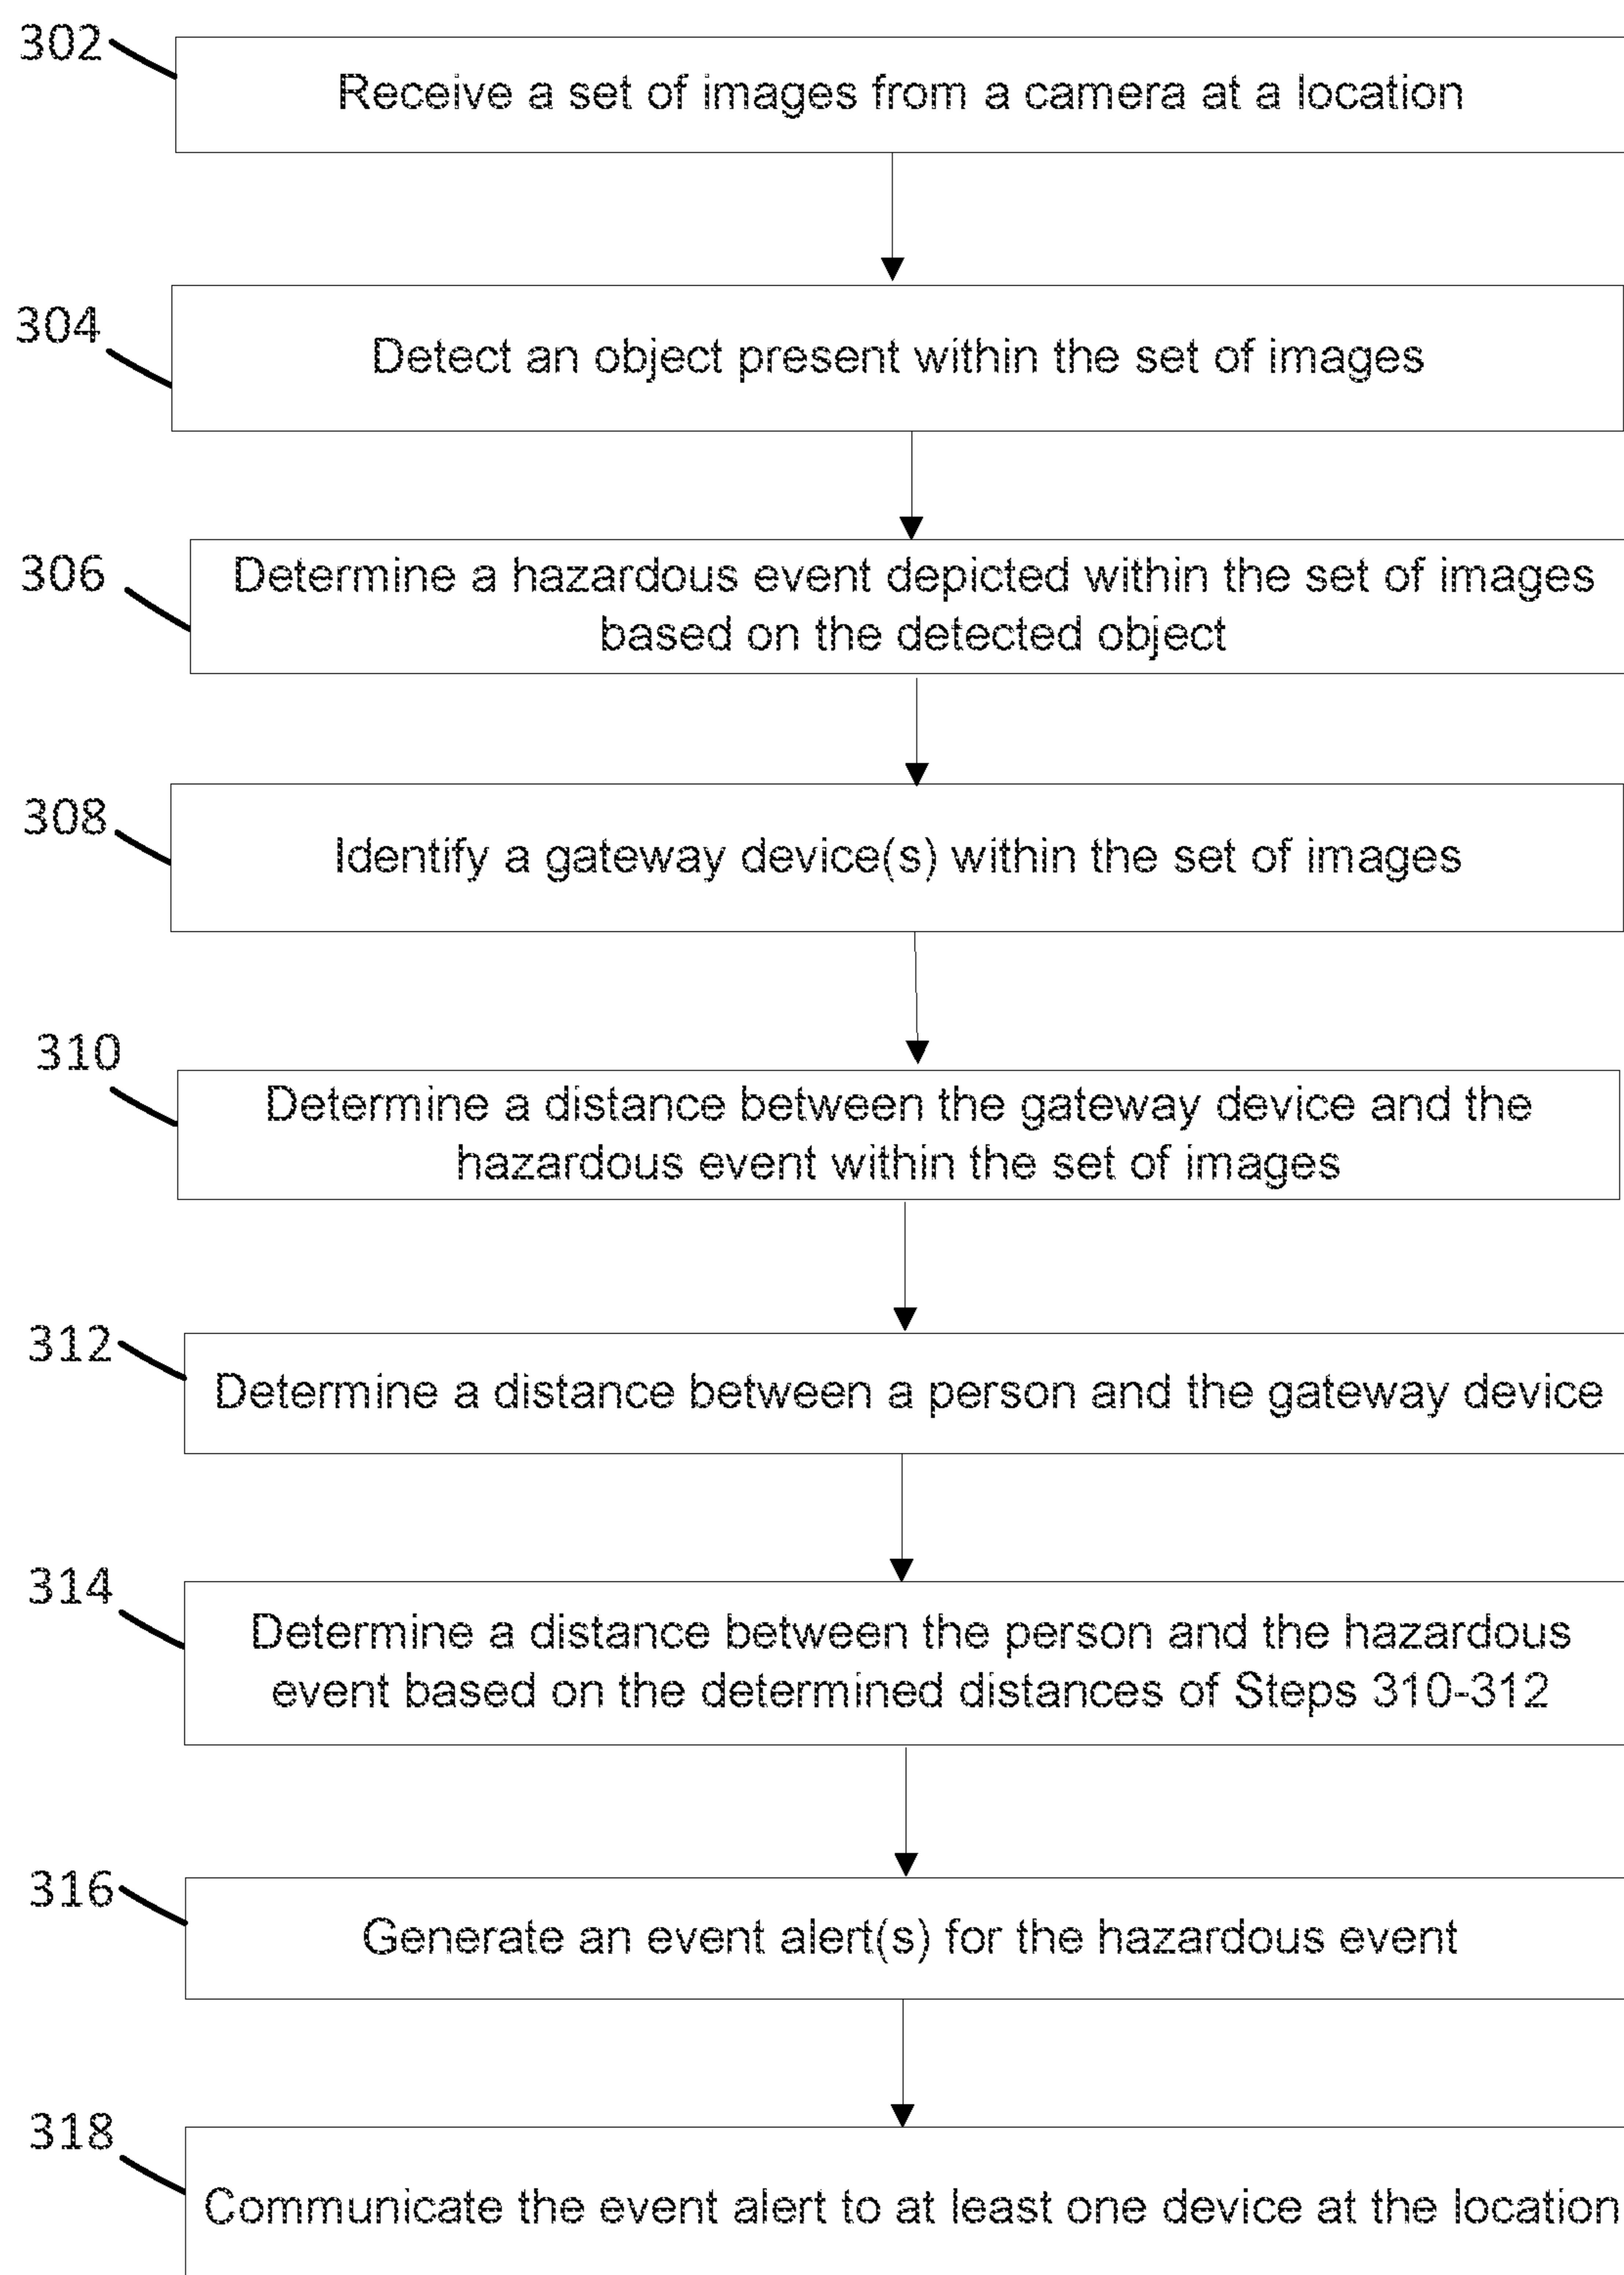 302
Receive a set of images from a camera at a location
304
Detect an object present within the set of images
306
Determine a hazardous event depicted within the set of images
based on the detected object
308
Identify a gateway device(s) within the set of images
310
Determine a distance between the gateway device and the
hazardous event within the set of images
312
Determine a distance between a person and the gateway device
314
Determine a distance between the person and the hazardous
event based on the determined distances of Steps 310-312
316
Generate an event alert(s) for the hazardous event
318
Communicate the event alert to at least one device at the location